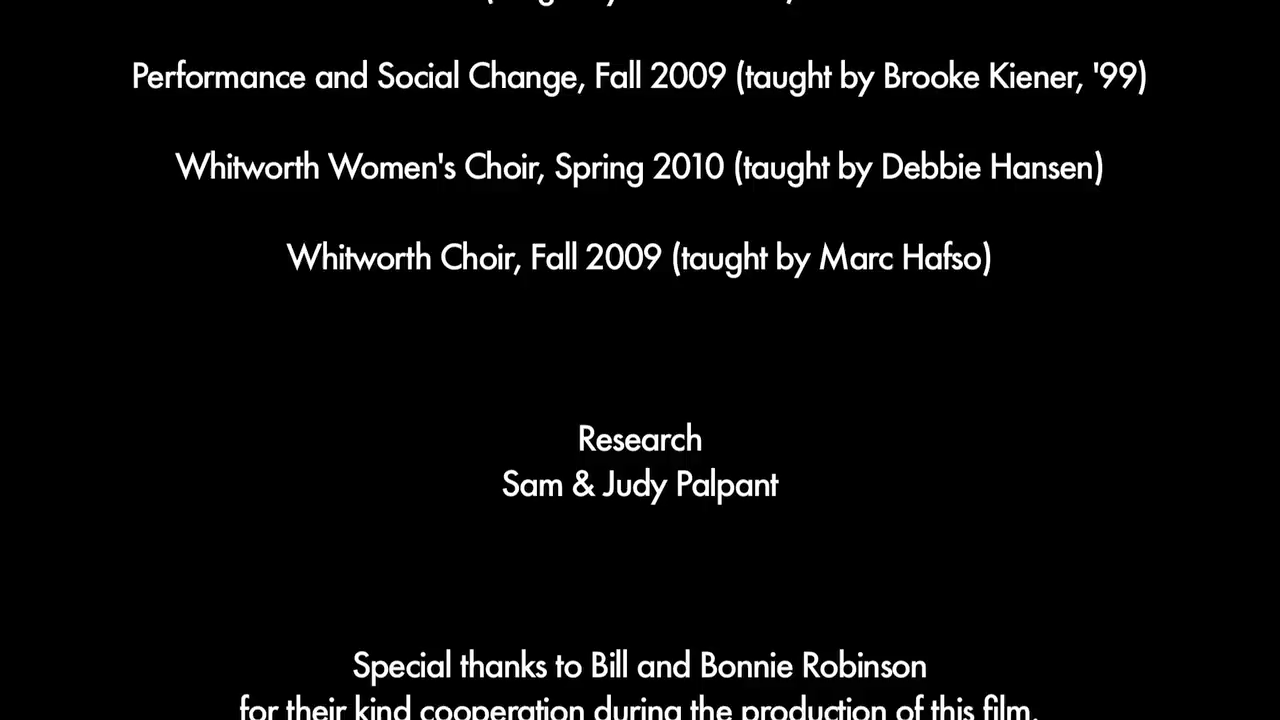 Performance and Social Change, Fall 2009 (taught by Brooke Kiener, '99)
Whitworth Women's Choir, Spring 2010 (taught by Debbie Hansen)
Whitworth Choir, Fall 2009 (taught by Marc Hafso)
Research
Sam & Judy Palpant
Special thanks to Bill and Bonnie Robinson
for their kind cooperation during the production of this film.